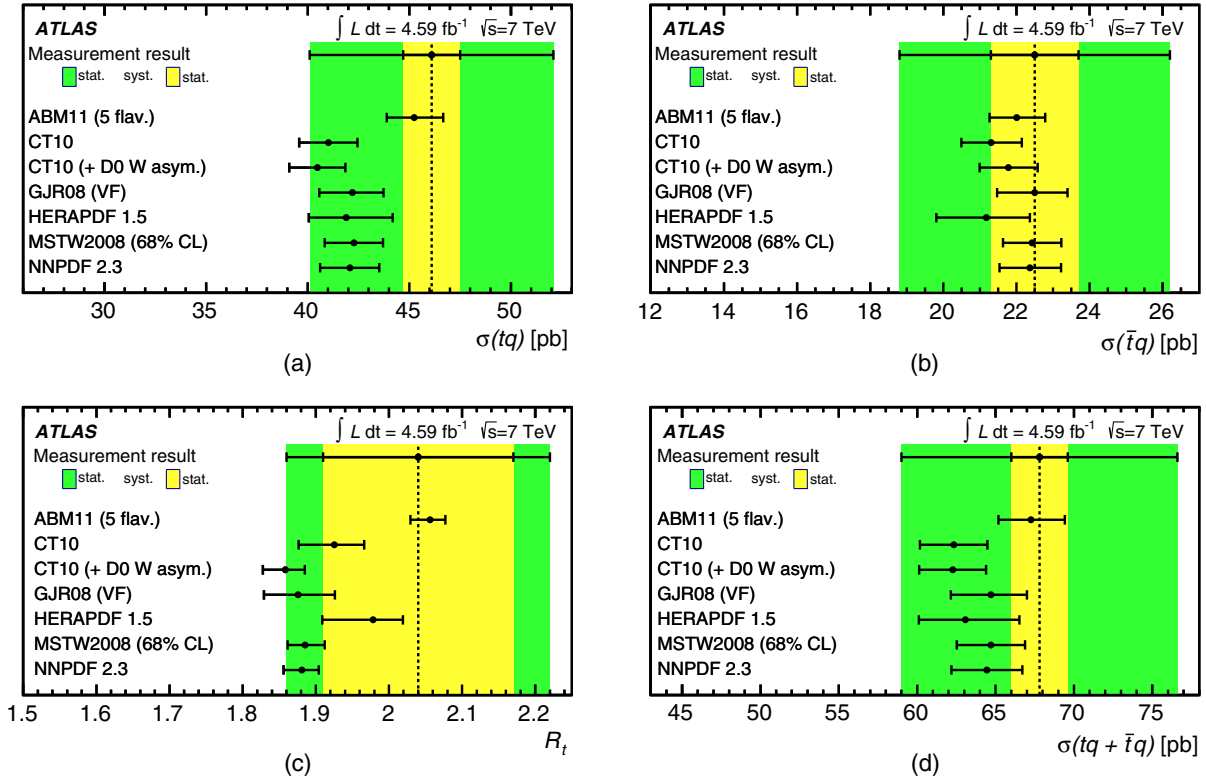 ATLAS ∫ L dt = 4.59 fb⁻¹ √s=7 TeV
Measurement result
stat. syst. stat.
ABM11 (5 flav.)
CT10
CT10 (+ D0 W asym.)
GJR08 (VF)
HERAPDF 1.5
MSTW2008 (68% CL)
NNPDF 2.3
30 35 40 45 50
σ(tq) [pb]
(a)
ATLAS ∫ L dt = 4.59 fb⁻¹ √s=7 TeV
Measurement result
stat. syst. stat.
ABM11 (5 flav.)
CT10
CT10 (+ D0 W asym.)
GJR08 (VF)
HERAPDF 1.5
MSTW2008 (68% CL)
NNPDF 2.3
12 14 16 18 20 22 24 26
σ(t̄q) [pb]
(b)
ATLAS ∫ L dt = 4.59 fb⁻¹ √s=7 TeV
Measurement result
stat. syst. stat.
ABM11 (5 flav.)
CT10
CT10 (+ D0 W asym.)
GJR08 (VF)
HERAPDF 1.5
MSTW2008 (68% CL)
NNPDF 2.3
1.5 1.6 1.7 1.8 1.9 2 2.1 2.2
Rₜ
(c)
ATLAS ∫ L dt = 4.59 fb⁻¹ √s=7 TeV
Measurement result
stat. syst. stat.
ABM11 (5 flav.)
CT10
CT10 (+ D0 W asym.)
GJR08 (VF)
HERAPDF 1.5
MSTW2008 (68% CL)
NNPDF 2.3
45 50 55 60 65 70 75
σ(tq + t̄q) [pb]
(d)